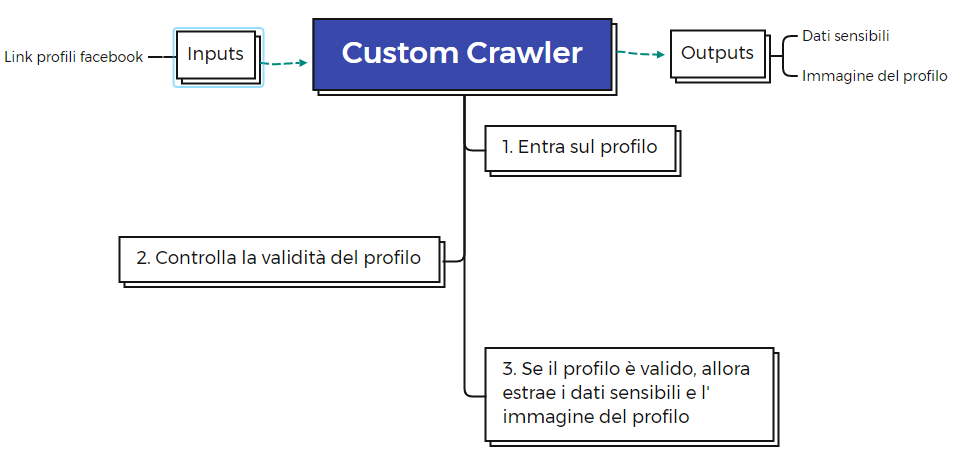 Link profili facebook
Inputs
Custom Crawler
Outputs
Dati sensibili
Immagine del profilo
1. Entra sul profilo
2. Controlla la validità del profilo
3. Se il profilo è valido, allora
estrae i dati sensibili e l'
immagine del profilo